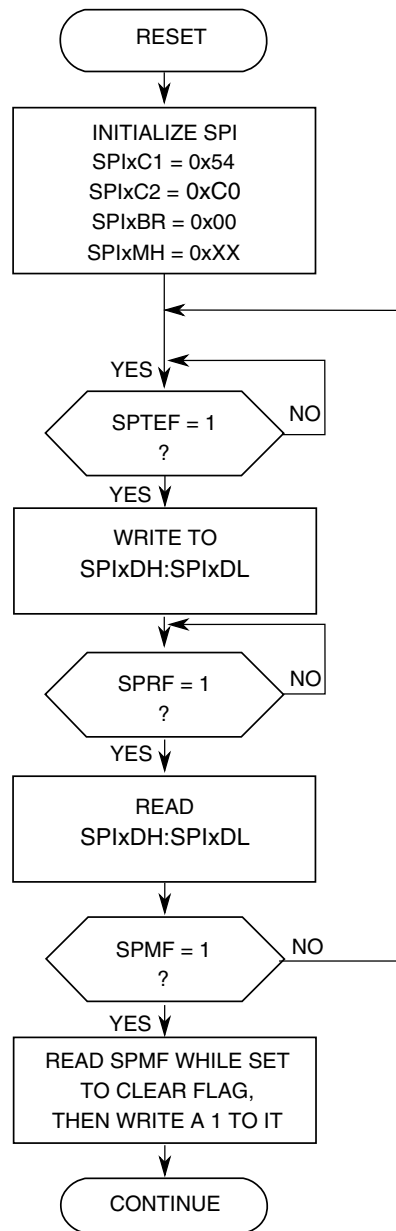 RESET
INITIALIZE SPI
SPIxC1 = 0x54
SPIxC2 = 0xC0
SPIxBR = 0x00
SPIxMH = 0xXX
YES
SPTEF = 1
?
NO
YES
WRITE TO
SPIxDH:SPIxDL
SPRF = 1
?
NO
YES
READ
SPIxDH:SPIxDL
SPMF = 1
?
NO
YES
READ SPMF WHILE SET
TO CLEAR FLAG,
THEN WRITE A 1 TO IT
CONTINUE